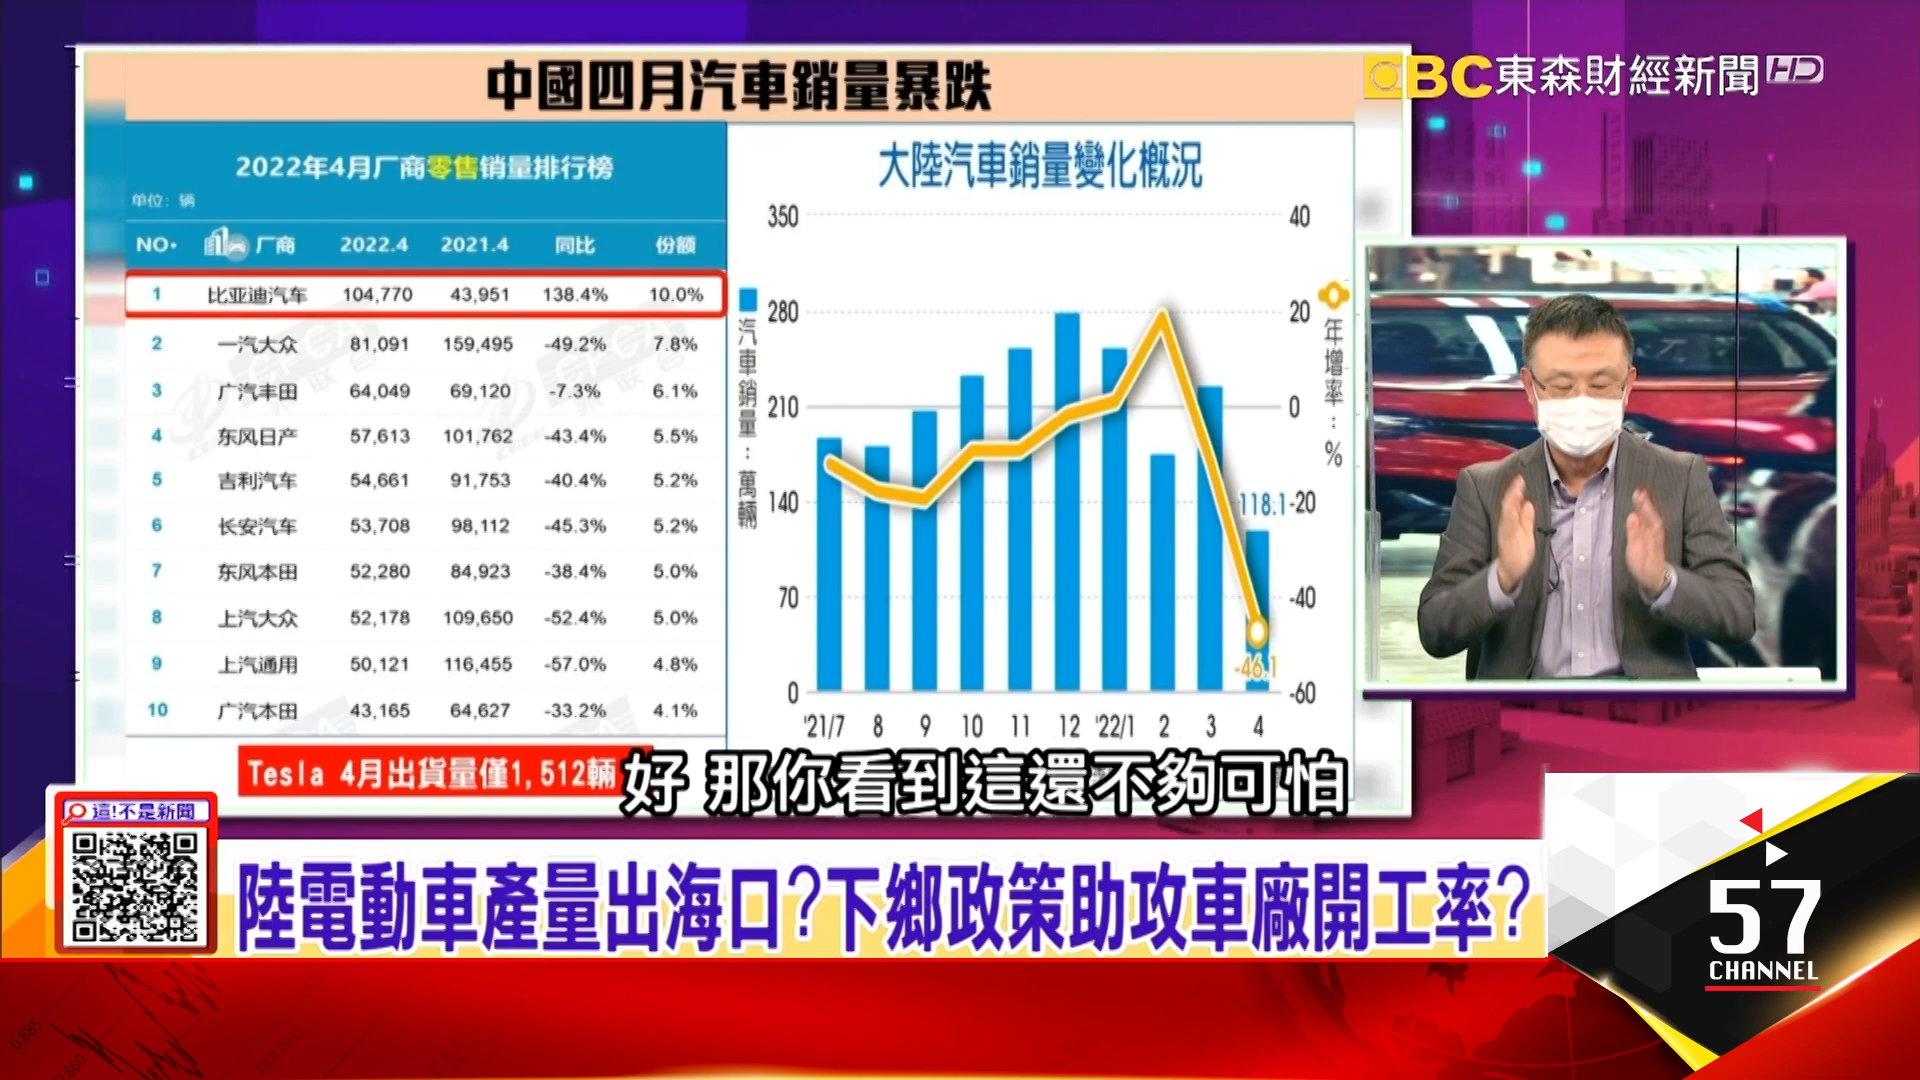 中國四月汽車銷量暴跌
EBC東森財經新聞HD
2022年4月厂商零售销量排行榜
单位：辆
NO. 厂商 2022.4 2021.4 同比 份额
1 比亚迪汽车 104,770 43,951 138.4% 10.0%
2 一汽大众 81,091 159,495 -49.2% 7.8%
3 广汽丰田 64,049 69,120 -7.3% 6.1%
4 东风日产 57,613 101,762 -43.4% 5.5%
5 吉利汽车 54,661 91,753 -40.4% 5.2%
6 长安汽车 53,708 98,112 -45.3% 5.2%
7 东风本田 52,280 84,923 -38.4% 5.0%
8 上汽大众 52,178 109,650 -52.4% 5.0%
9 上汽通用 50,121 116,455 -57.0% 4.8%
10 广汽本田 43,165 64,627 -33.2% 4.1%
Tesla 4月出貨量僅1,512輛
大陸汽車銷量變化概況
350 40
280 20
210 0
140 -20
70 -40
0 -60
汽車銷量：萬輛
年增率：%
118.1
-46.1
'21/7 8 9 10 11 12 '22/1 2 3 4
好 那你看到這還不夠可怕
這!不是新聞
陸電動車產量出海口?下鄉政策助攻車廠開工率?
57
CHANNEL